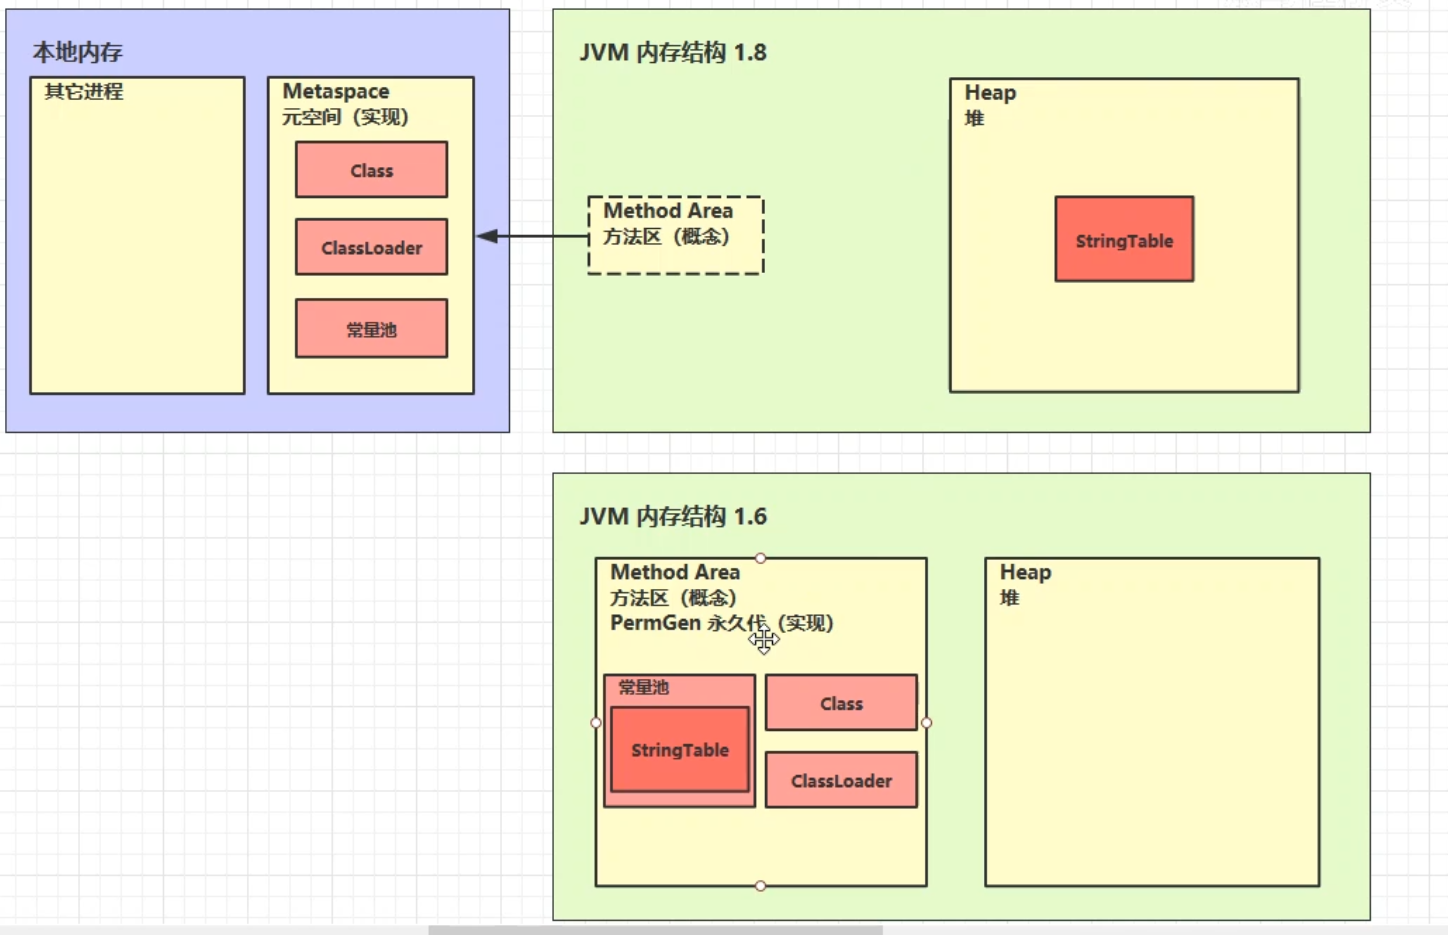 本地内存
其它进程
Metaspace
元空间（实现）
Class
ClassLoader
常量池
JVM 内存结构 1.8
Method Area
方法区（概念）
Heap
堆
StringTable
JVM 内存结构 1.6
Method Area
方法区（概念）
PermGen 永久代（实现）
常量池
StringTable
Class
ClassLoader
Heap
堆